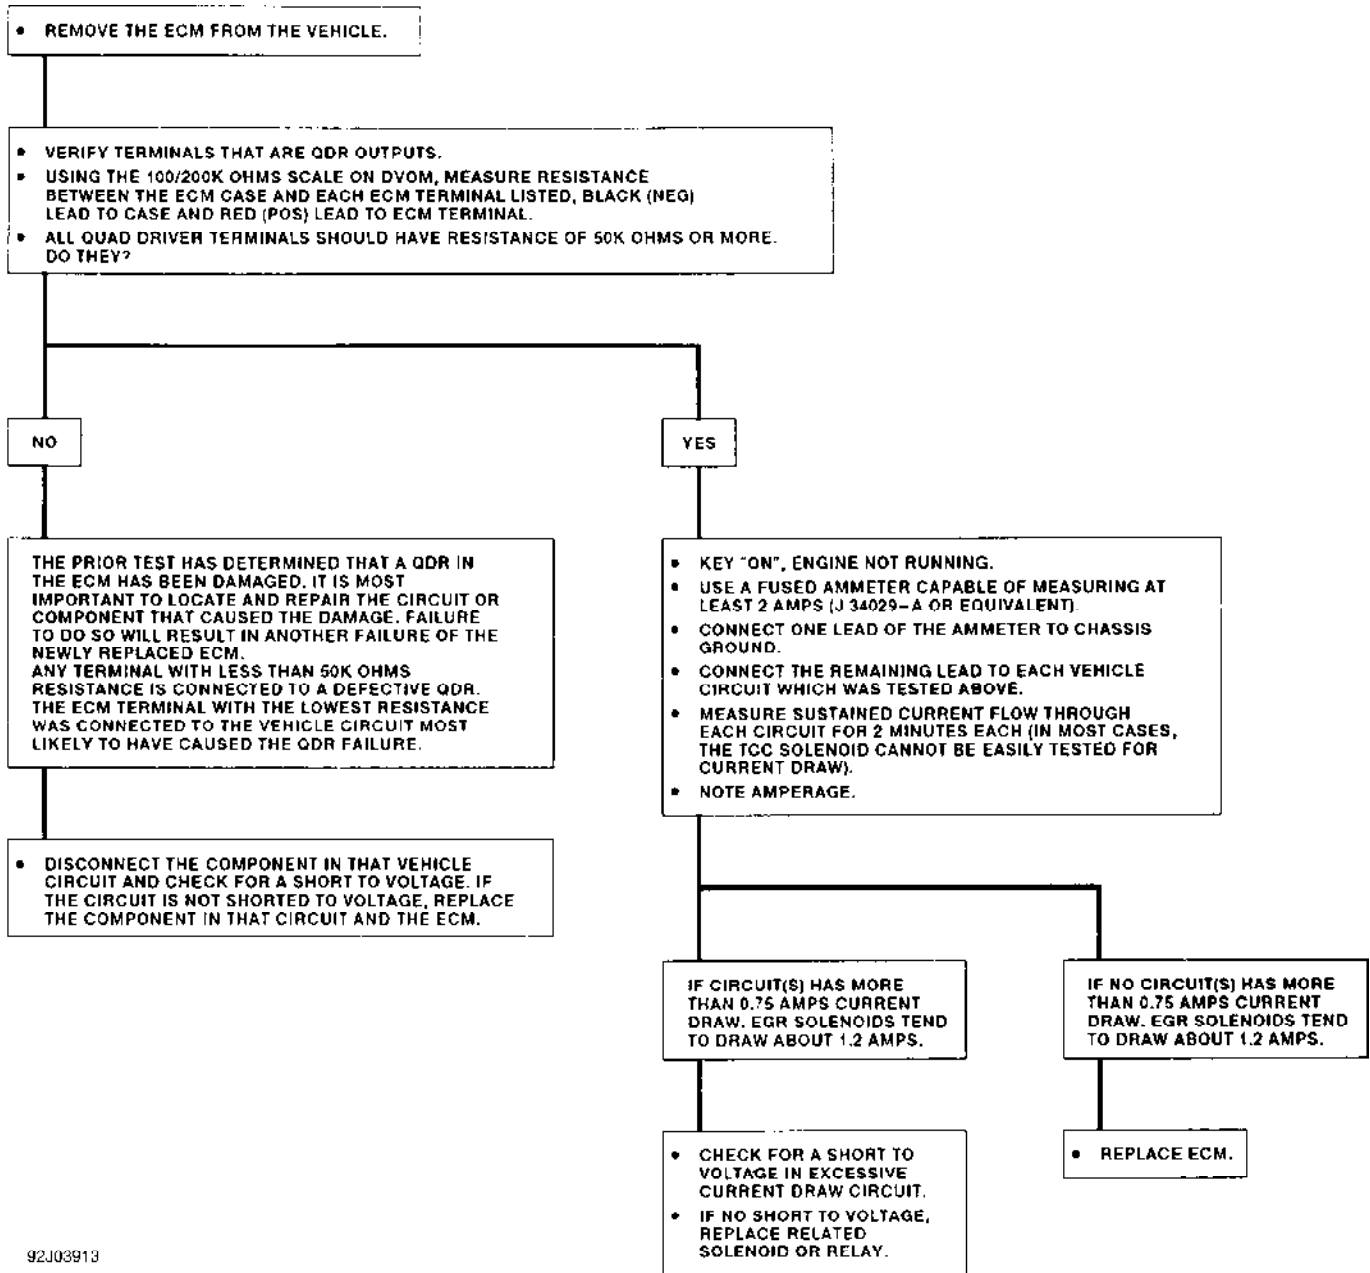 • REMOVE THE ECM FROM THE VEHICLE.
• VERIFY TERMINALS THAT ARE QDR OUTPUTS.
• USING THE 100/200K OHMS SCALE ON DVOM, MEASURE RESISTANCE
BETWEEN THE ECM CASE AND EACH ECM TERMINAL LISTED, BLACK (NEG)
LEAD TO CASE AND RED (POS) LEAD TO ECM TERMINAL.
• ALL QUAD DRIVER TERMINALS SHOULD HAVE RESISTANCE OF 50K OHMS OR MORE.
DO THEY?
NO
THE PRIOR TEST HAS DETERMINED THAT A QDR IN
THE ECM HAS BEEN DAMAGED. IT IS MOST
IMPORTANT TO LOCATE AND REPAIR THE CIRCUIT OR
COMPONENT THAT CAUSED THE DAMAGE. FAILURE
TO DO SO WILL RESULT IN ANOTHER FAILURE OF THE
NEWLY REPLACED ECM.
ANY TERMINAL WITH LESS THAN 50K OHMS
RESISTANCE IS CONNECTED TO A DEFECTIVE QDR.
THE ECM TERMINAL WITH THE LOWEST RESISTANCE
WAS CONNECTED TO THE VEHICLE CIRCUIT MOST
LIKELY TO HAVE CAUSED THE QDR FAILURE.
• DISCONNECT THE COMPONENT IN THAT VEHICLE
CIRCUIT AND CHECK FOR A SHORT TO VOLTAGE. IF
THE CIRCUIT IS NOT SHORTED TO VOLTAGE, REPLACE
THE COMPONENT IN THAT CIRCUIT AND THE ECM.
YES
• KEY "ON", ENGINE NOT RUNNING.
• USE A FUSED AMMETER CAPABLE OF MEASURING AT
LEAST 2 AMPS (J 34029-A OR EQUIVALENT).
• CONNECT ONE LEAD OF THE AMMETER TO CHASSIS
GROUND.
• CONNECT THE REMAINING LEAD TO EACH VEHICLE
CIRCUIT WHICH WAS TESTED ABOVE.
• MEASURE SUSTAINED CURRENT FLOW THROUGH
EACH CIRCUIT FOR 2 MINUTES EACH (IN MOST CASES,
THE TCC SOLENOID CANNOT BE EASILY TESTED FOR
CURRENT DRAW).
• NOTE AMPERAGE.
IF CIRCUIT(S) HAS MORE
THAN 0.75 AMPS CURRENT
DRAW. EGR SOLENOIDS TEND
TO DRAW ABOUT 1.2 AMPS.
• CHECK FOR A SHORT TO
VOLTAGE IN EXCESSIVE
CURRENT DRAW CIRCUIT.
• IF NO SHORT TO VOLTAGE,
REPLACE RELATED
SOLENOID OR RELAY.
IF NO CIRCUIT(S) HAS MORE
THAN 0.75 AMPS CURRENT
DRAW. EGR SOLENOIDS TEND
TO DRAW ABOUT 1.2 AMPS.
• REPLACE ECM.
92J03913